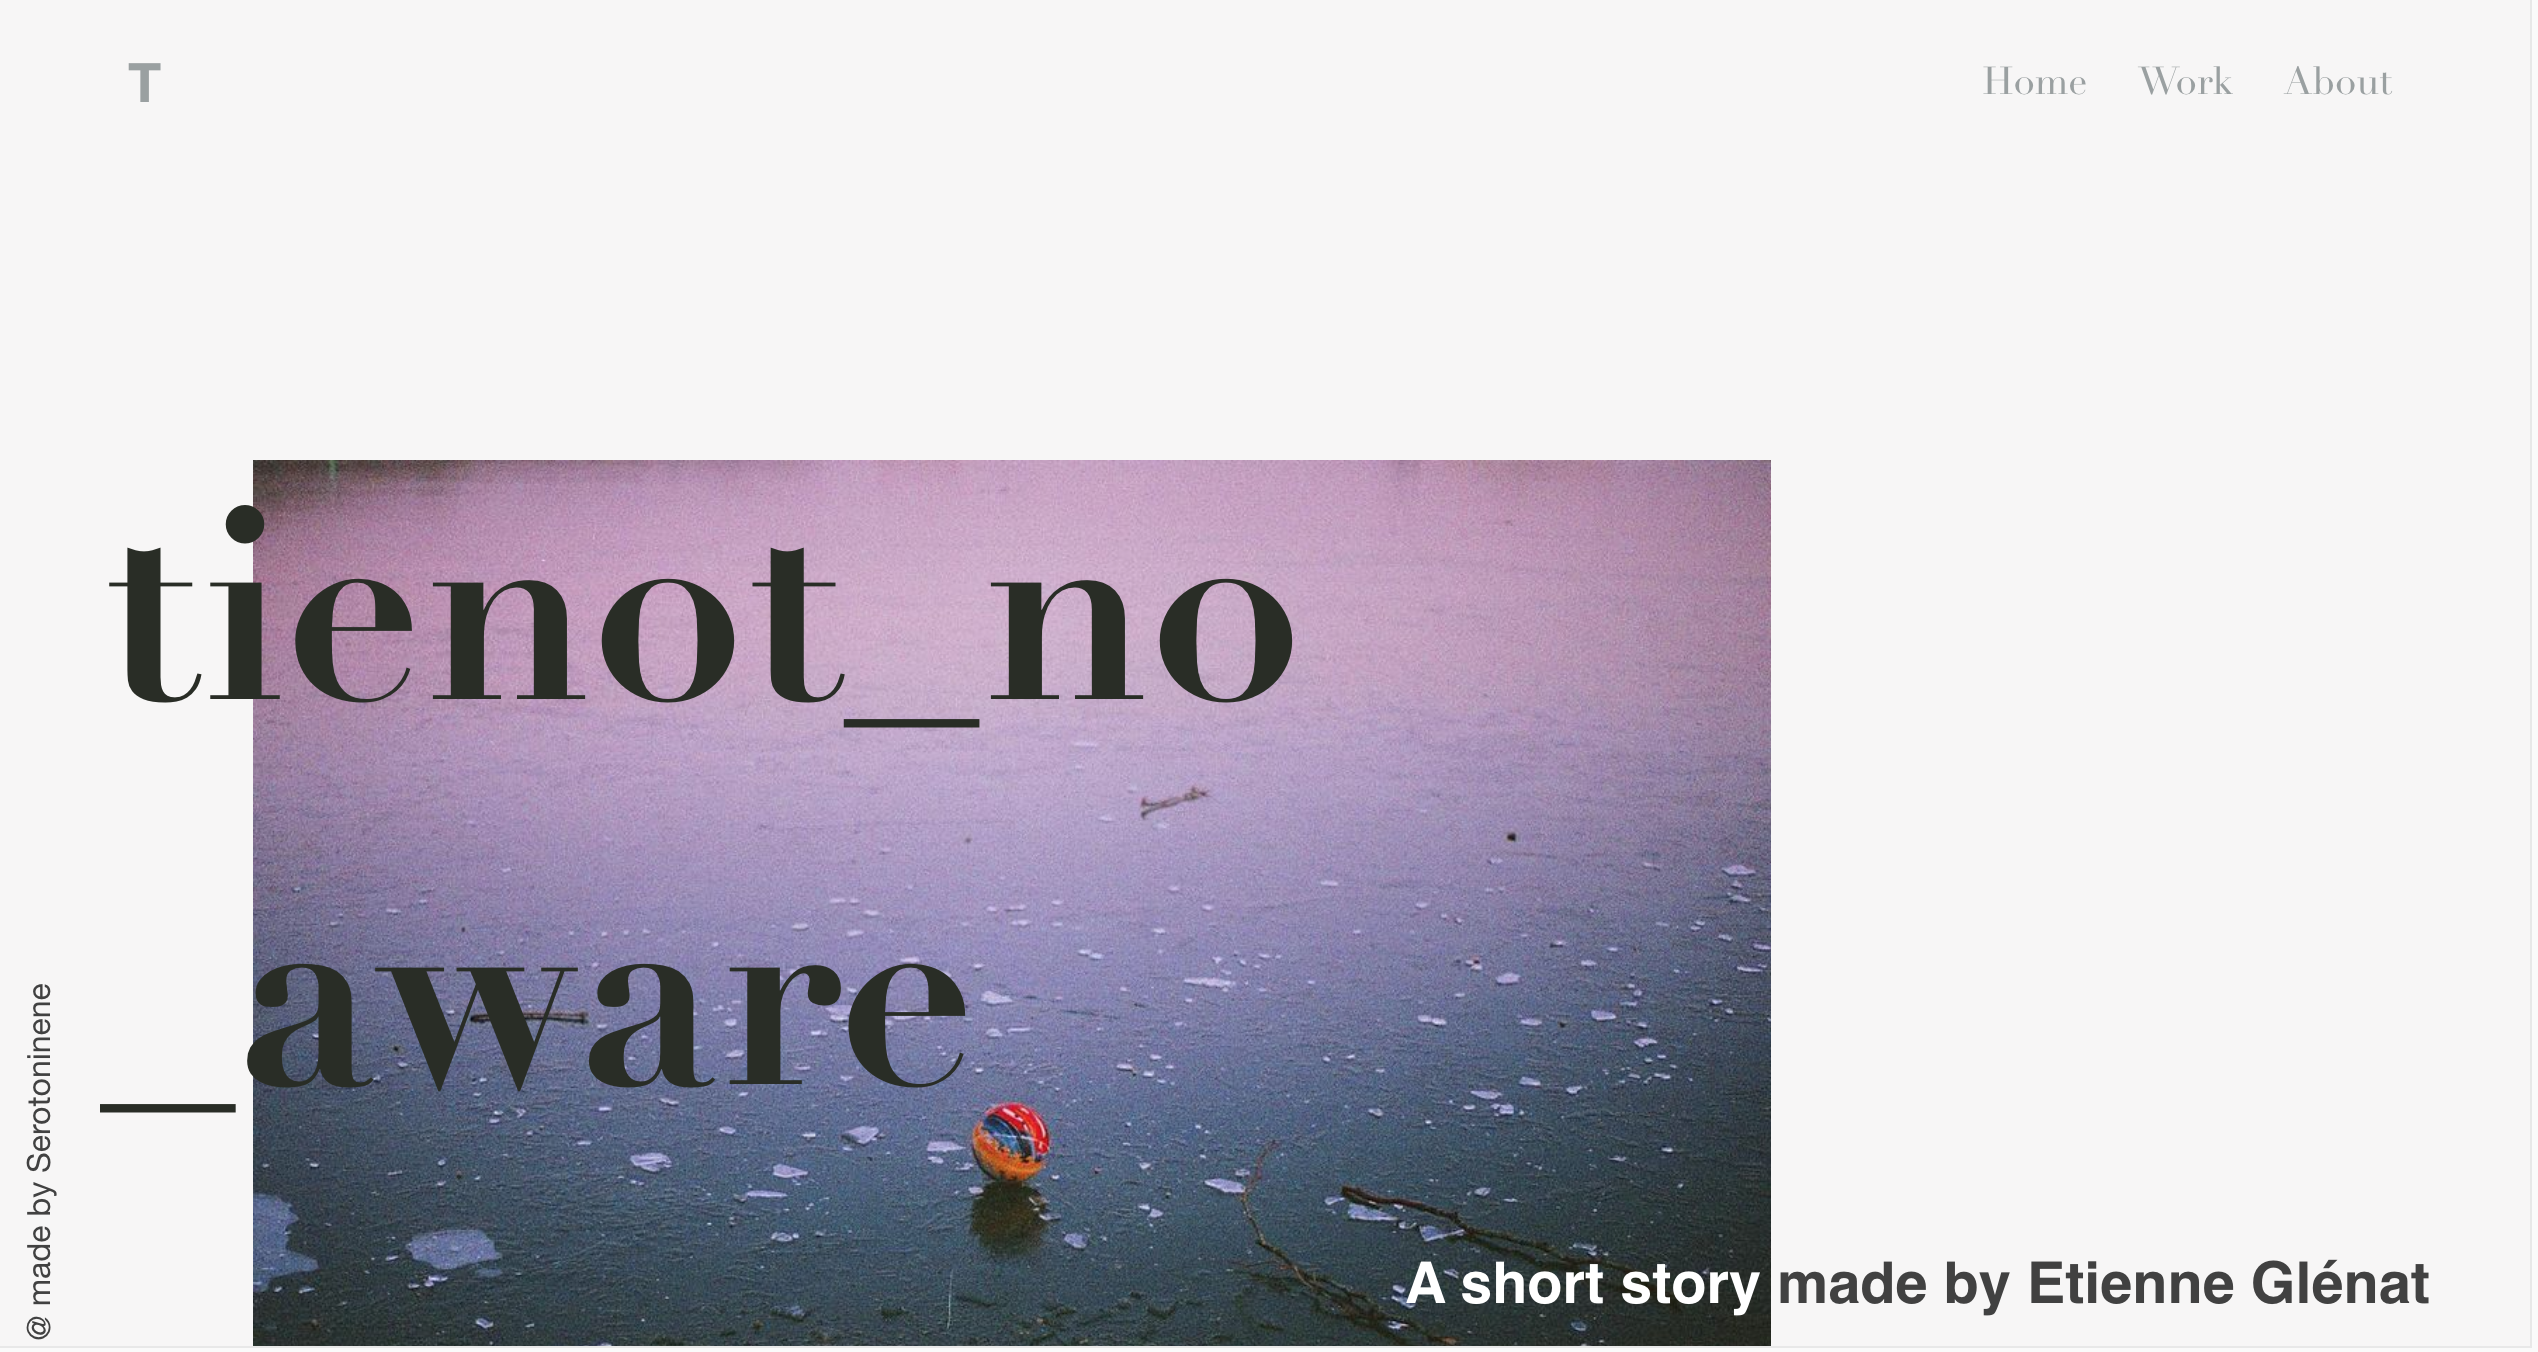 T
Home Work About
tienot_no
_aware
@ made by Serotoninene
A short story made by Etienne Glénat